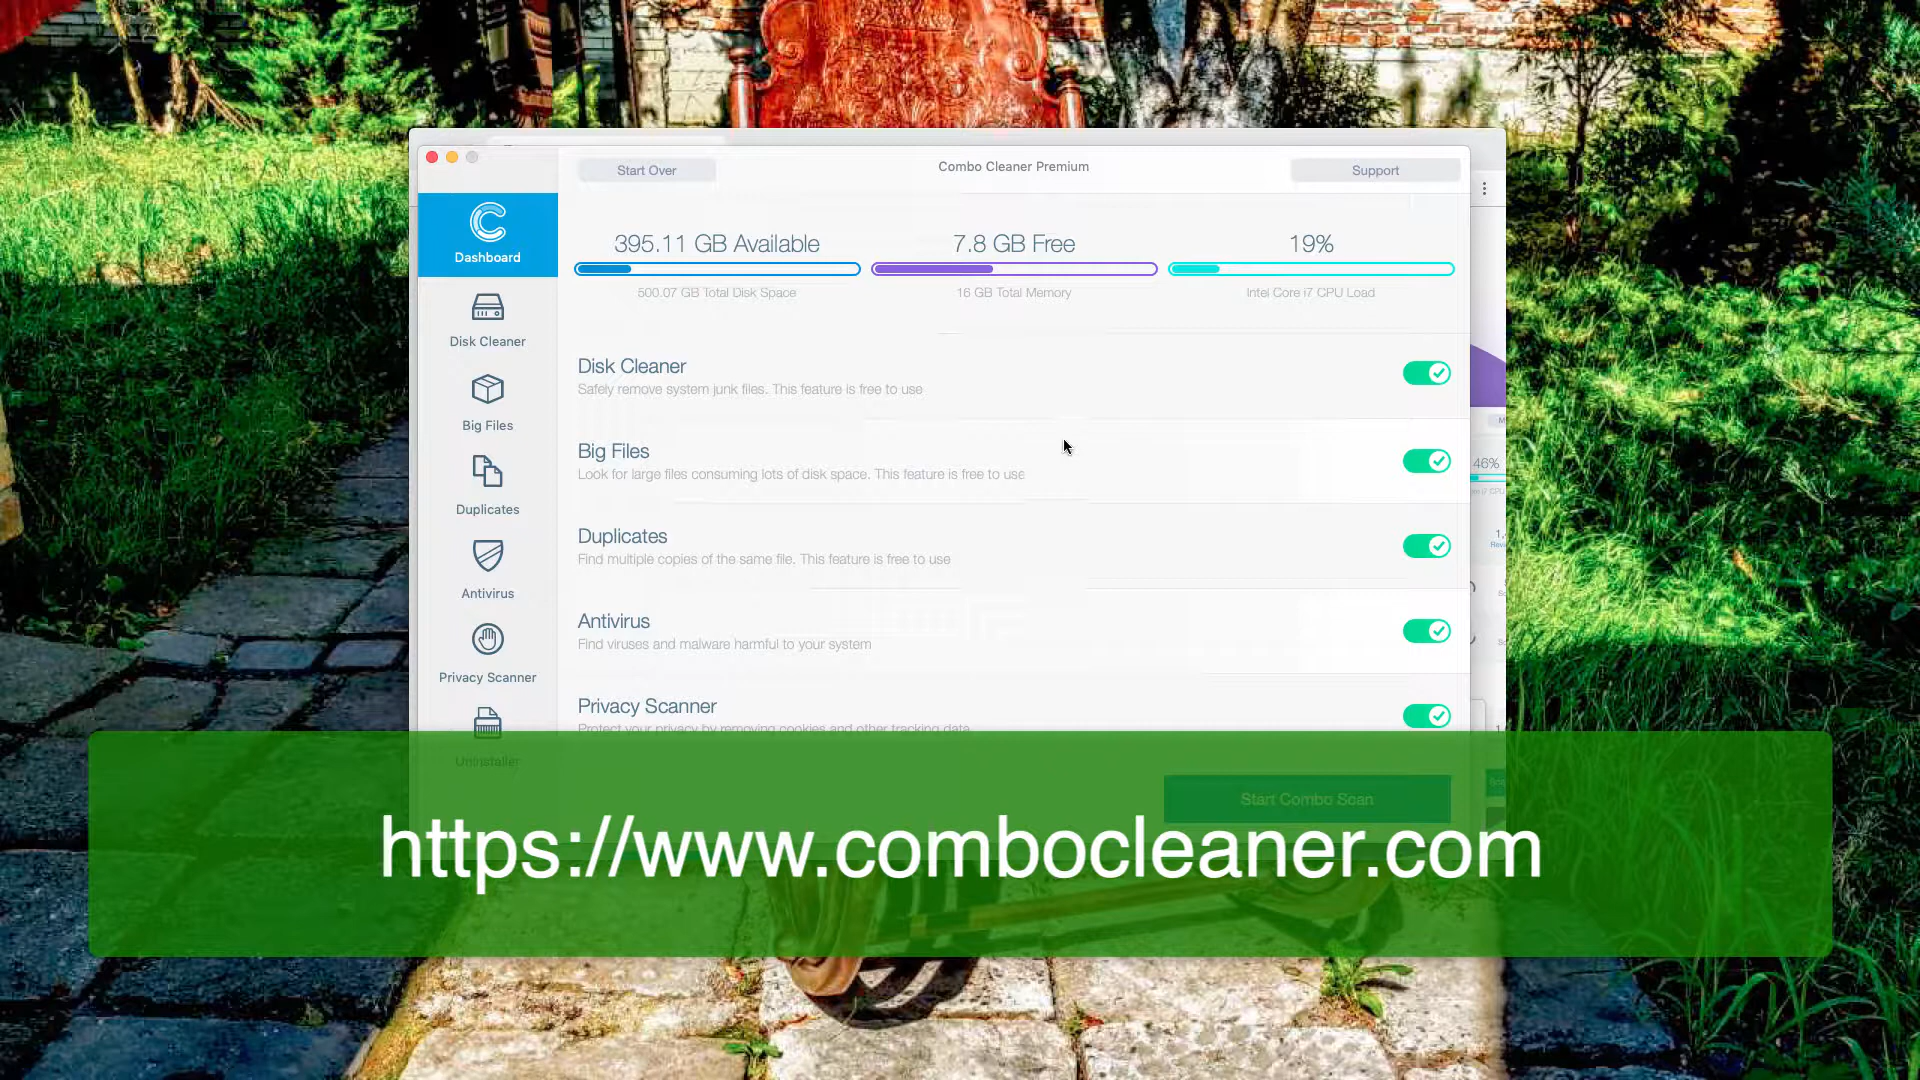 Start Over
Combo Cleaner Premium
Support
Dashboard
395.11 GB Available
7.8 GB Free
19%
500.07 GB Total Disk Space
16 GB Total Memory
Intel Core i7 CPU Load
Disk Cleaner
Disk Cleaner
Safely remove system junk files. This feature is free to use
Big Files
Big Files
Look for large files consuming lots of disk space. This feature is free to use
46%
Duplicates
Duplicates
Find multiple copies of the same file. This feature is free to use
Antivirus
Antivirus
Find viruses and malware harmful to your system
Privacy Scanner
Privacy Scanner
Protect your privacy by removing cookies and other tracking data
Uninstaller
Start Combo Scan
https://www.combocleaner.com